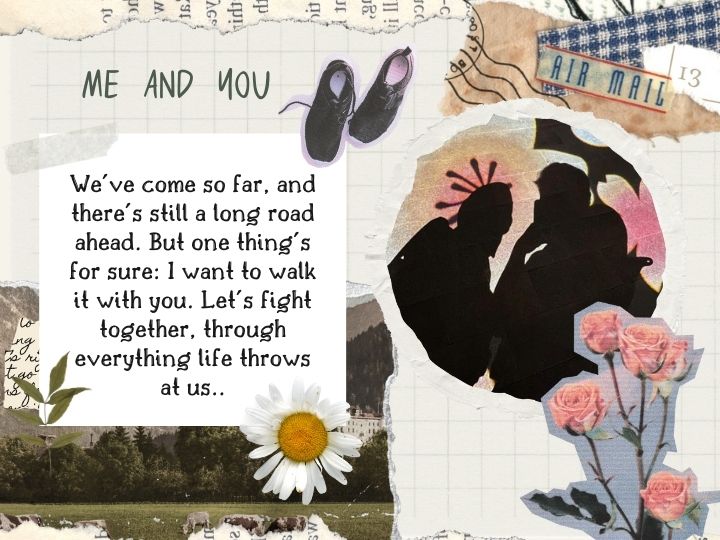 ME AND YOU
We've come so far, and
there's still a long road
ahead. But one thing's
for sure: I want to walk
it with you. Let's fight
together, through
everything life throws
at us..
AIR MAIL
13